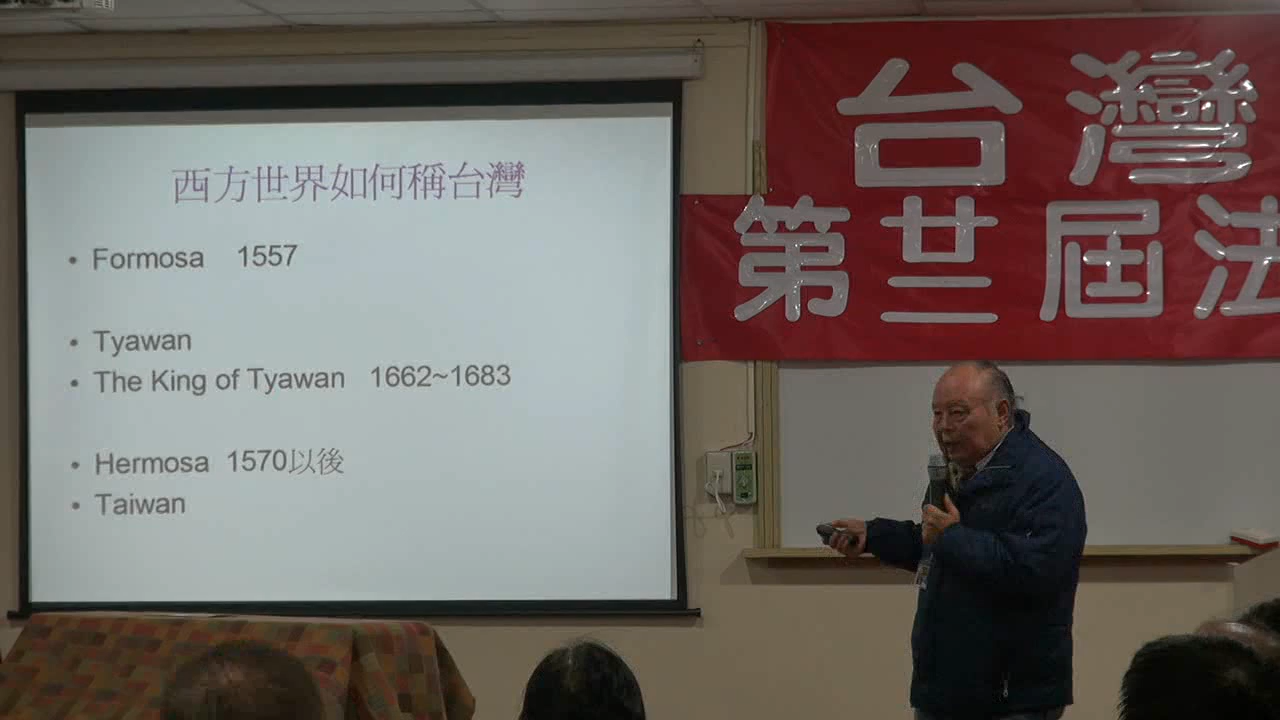 西方世界如何稱台灣
• Formosa 1557
• Tyawan
• The King of Tyawan 1662~1683
• Hermosa 1570以後
• Taiwan
台灣
第廿二屆法